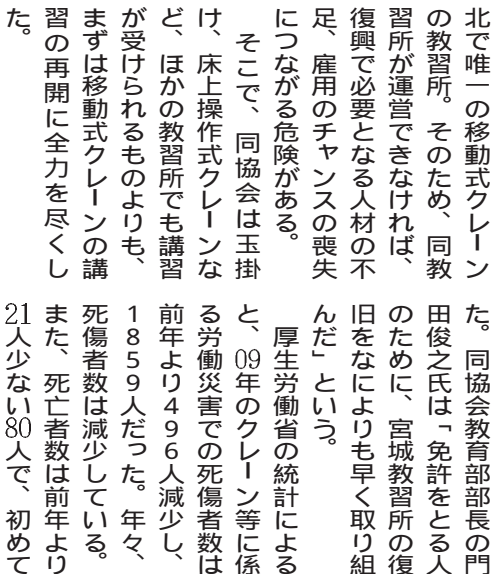 北で唯一の移動式クレーン
の教習所。そのため、同教
習所が運営できなければ、
復興で必要となる人材の不
足、雇用のチャンスの喪失
につながる危険がある。
そこで、同協会は玉掛
け、床上操作式クレーンな
ど、ほかの教習所でも講習
が受けられるものよりも、
まずは移動式クレーンの講
習の再開に全力を尽くし
た。
た。同協会教育部部長の門
田俊之氏は「免許をとる人
のために、宮城教習所の復
旧をなによりも早く取り組
んだ」という。
厚生労働省の統計による
と、09年のクレーン等に係
る労働災害での死傷者数は
前年より496人減少し、
1859人だった。年々、
死傷者数は減少している。
また、死亡者数は前年より
21人少ない80人で、初めて